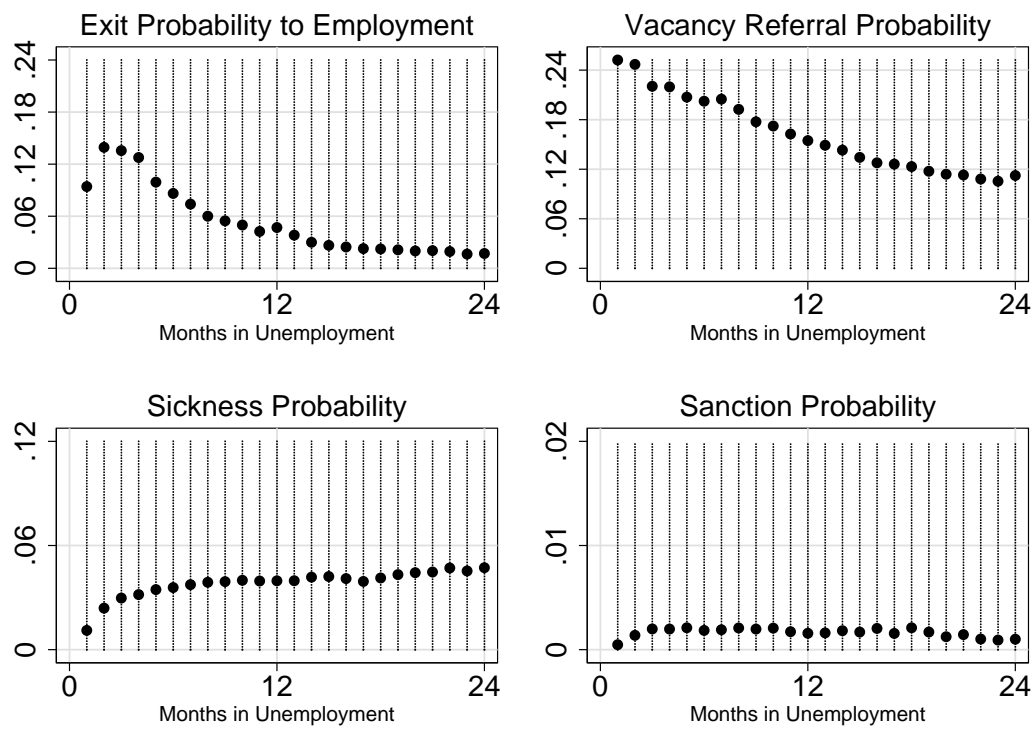 Exit Probability to Employment
.24
.18
.12
.06
0
0 12 24
Months in Unemployment
Vacancy Referral Probability
.24
.18
.12
.06
0
0 12 24
Months in Unemployment
Sickness Probability
.12
.06
0
0 12 24
Months in Unemployment
Sanction Probability
.02
.01
0
0 12 24
Months in Unemployment